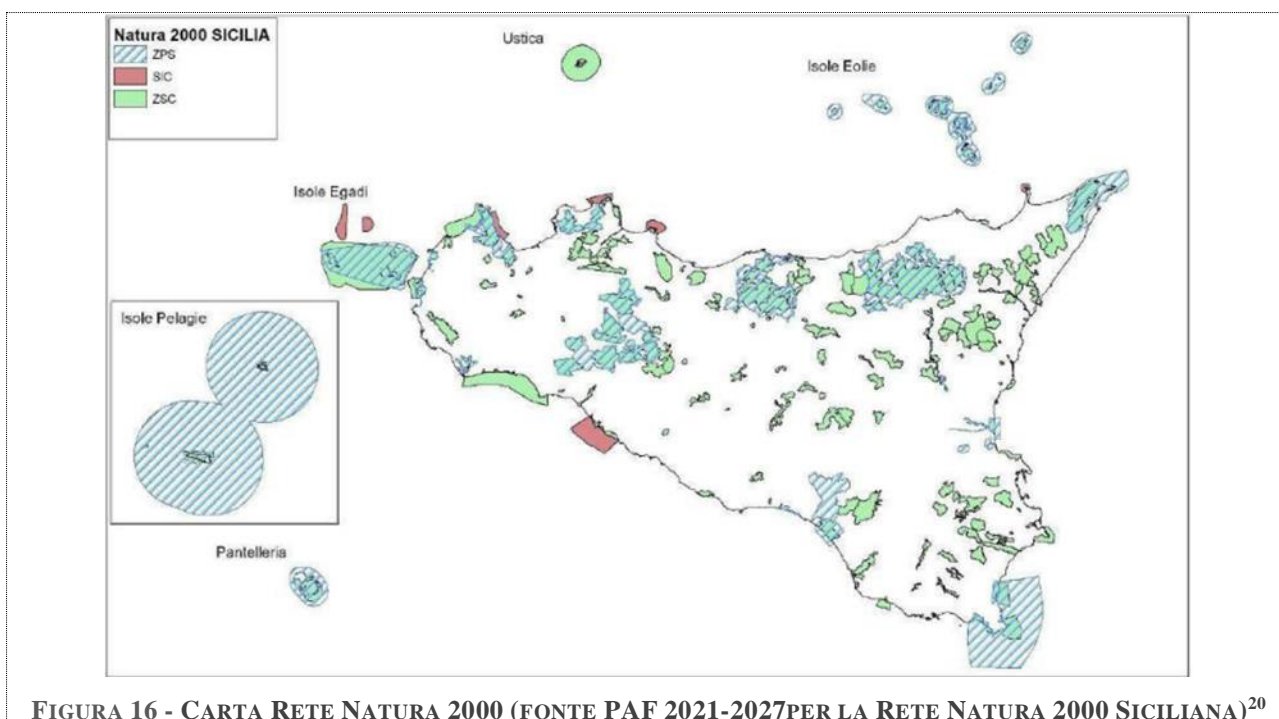 Natura 2000 SICILIA
ZPS
SIC
ZSC
Ustica
Isole Eolie
Isole Egadi
Isole Pelagie
Pantelleria
FIGURA 16 - CARTA RETE NATURA 2000 (FONTE PAF 2021-2027PER LA RETE NATURA 2000 SICILIANA)20